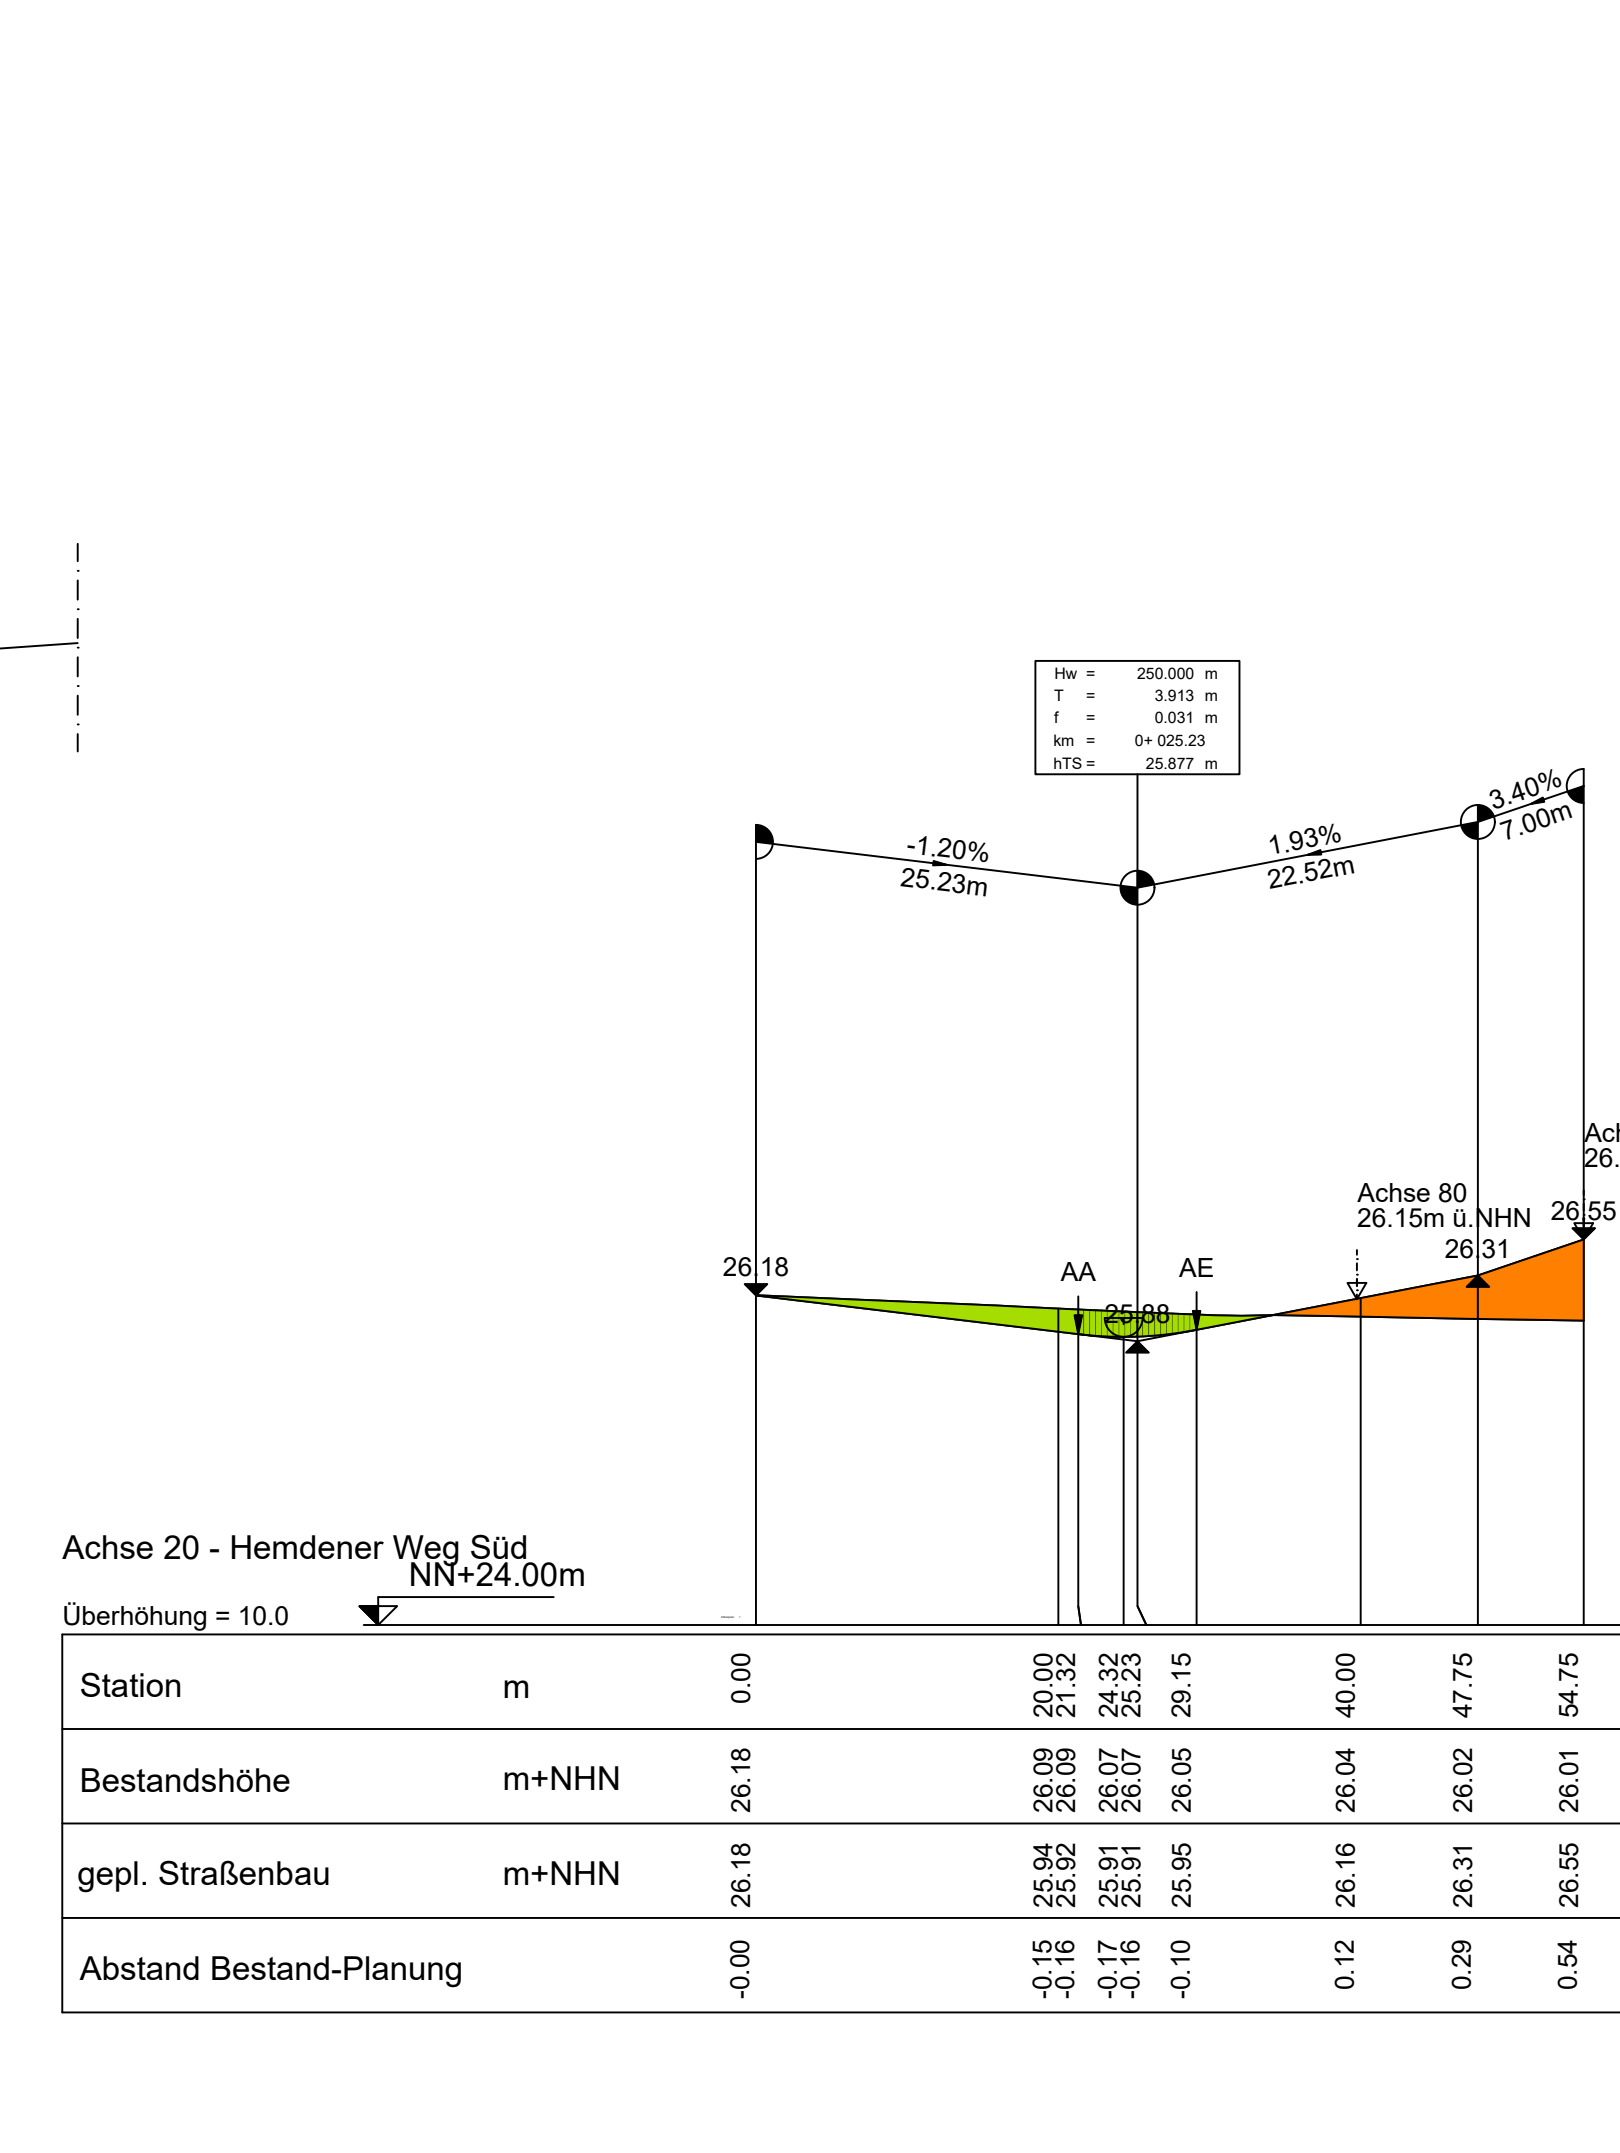 Hw = 250.000 m
T = 3.913 m
f = 0.031 m
km = 0+ 025.23
hTS = 25.877 m
-1.20%
25.23m
1.93%
22.52m
3.40%
7.00m
Ach
26.
Achse 80
26.15m ü.NHN
26.55
26.31
26.18
AA
AE
25.88
Achse 20 - Hemdener Weg Süd
NN+24.00m
Überhöhung = 10.0
Station m 0.00 20.00 21.32 24.32 25.23 29.15 40.00 47.75 54.75
Bestandshöhe m+NHN 26.18 26.09 26.09 26.07 26.07 26.05 26.04 26.02 26.01
gepl. Straßenbau m+NHN 26.18 25.94 25.92 25.91 25.91 25.95 26.16 26.31 26.55
Abstand Bestand-Planung -0.00 -0.15 -0.16 -0.17 -0.16 -0.10 0.12 0.29 0.54